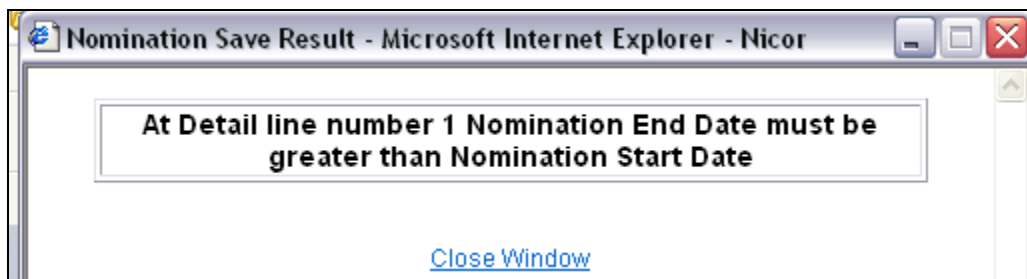 Nomination Save Result - Microsoft Internet Explorer - Nicor
At Detail line number 1 Nomination End Date must be
greater than Nomination Start Date
Close Window